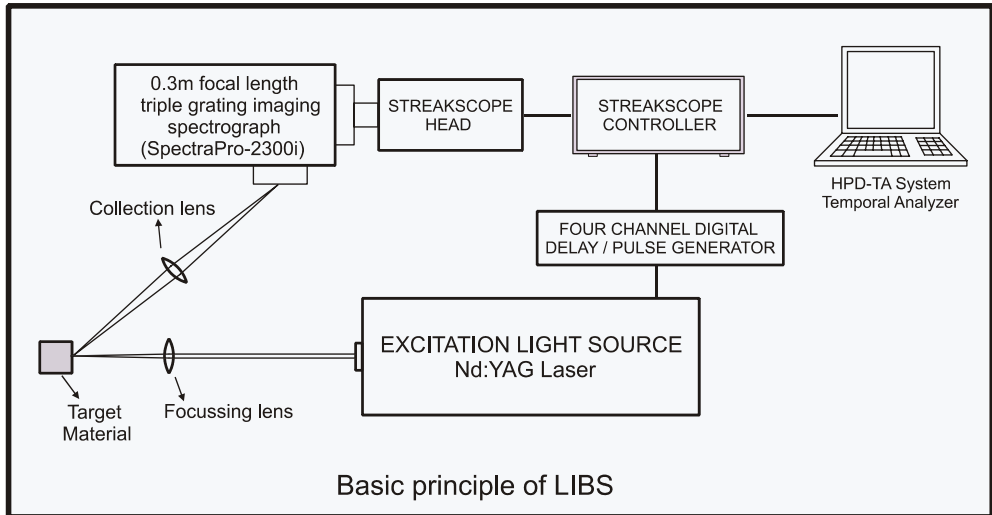 0.3m focal length
triple grating imaging
spectrograph
(SpectraPro-2300i)
STREAKSCOPE
HEAD
STREAKSCOPE
CONTROLLER
HPD-TA System
Temporal Analyzer
Collection lens
FOUR CHANNEL DIGITAL
DELAY / PULSE GENERATOR
EXCITATION LIGHT SOURCE
Nd:YAG Laser
Target
Material
Focussing lens
Basic principle of LIBS